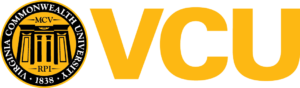 VIRGINIA COMMONWEALTH UNIVERSITY
MCV
RPI
· 1838 ·
VCU